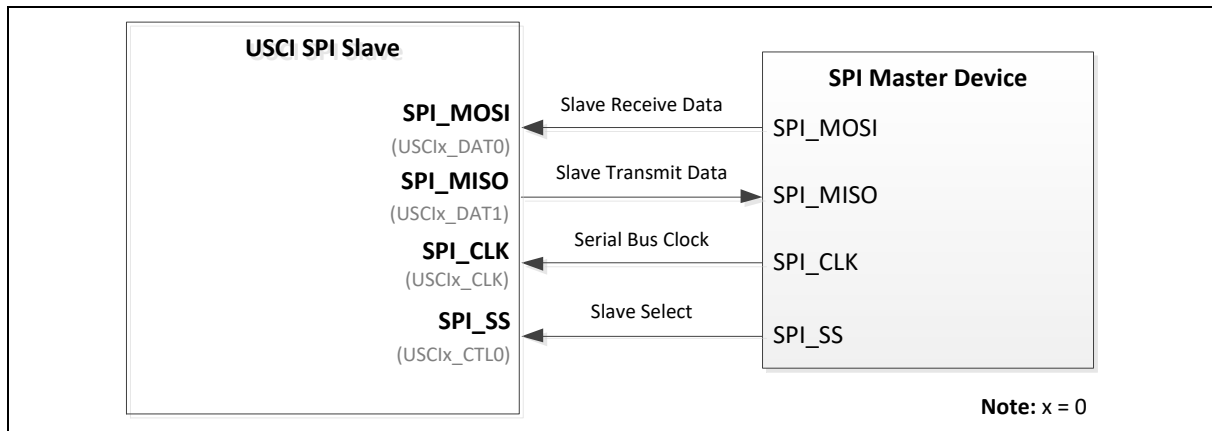 USCI SPI Slave
SPI Master Device
SPI_MOSI
(USCIx_DAT0)
Slave Receive Data
SPI_MOSI
SPI_MISO
(USCIx_DAT1)
Slave Transmit Data
SPI_MISO
SPI_CLK
(USCIx_CLK)
Serial Bus Clock
SPI_CLK
SPI_SS
(USCIx_CTL0)
Slave Select
SPI_SS
Note: x = 0